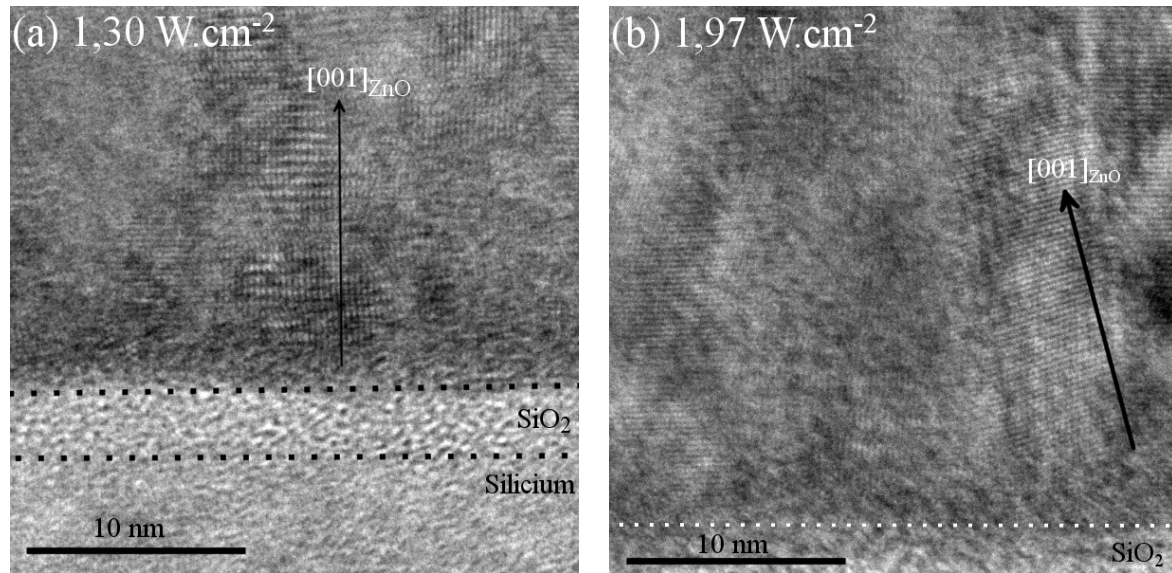 (a) 1,30 W.cm-2
[001]ZnO
SiO2
Silicium
10 nm
(b) 1,97 W.cm-2
[001]ZnO
10 nm
SiO2